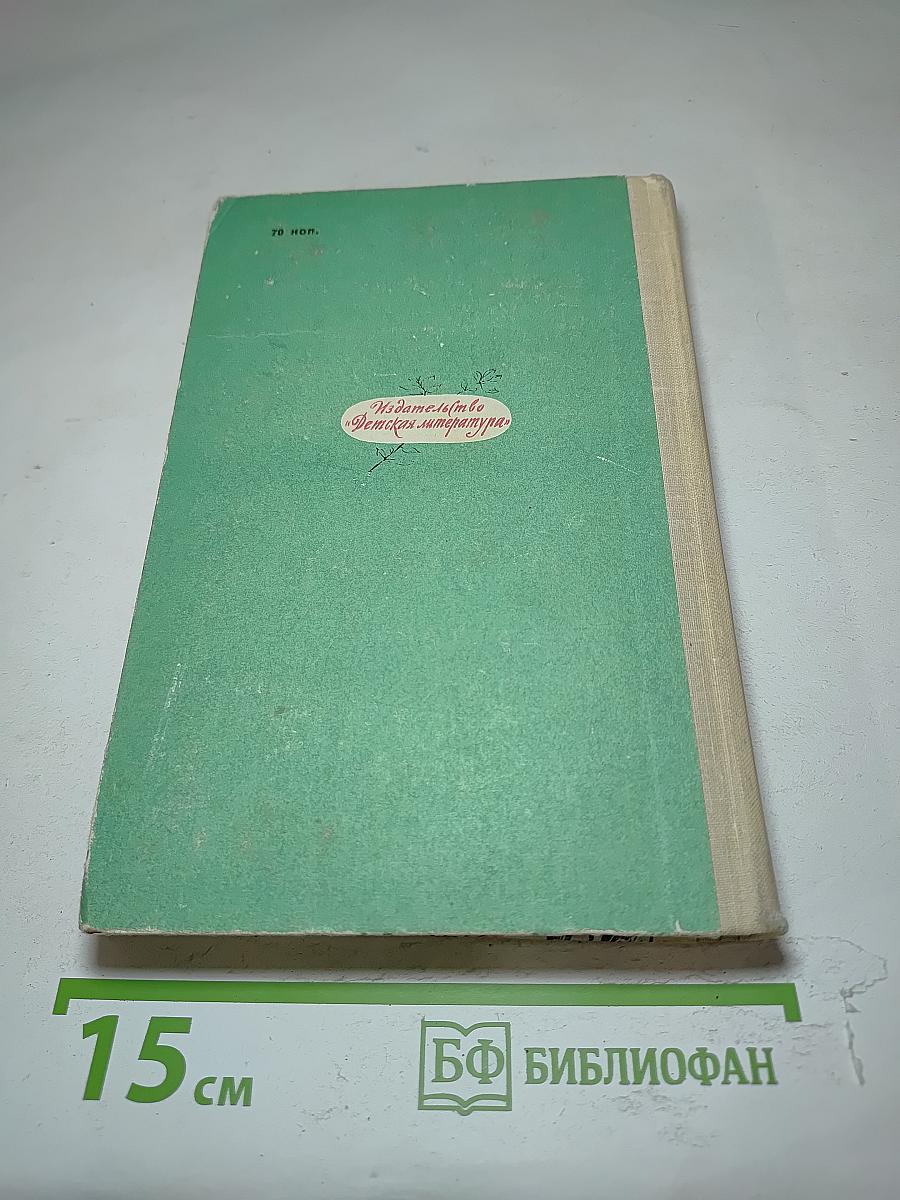 70 коп.
Издательство
«Детская литература»
15 см
БФ БИБЛИОФАН